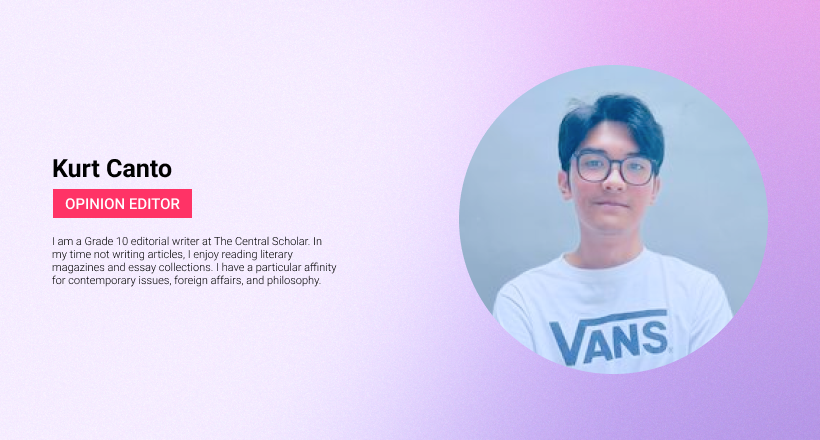 Kurt Canto
OPINION EDITOR
I am a Grade 10 editorial writer at The Central Scholar. In
my time not writing articles, I enjoy reading literary
magazines and essay collections. I have a particular affinity
for contemporary issues, foreign affairs, and philosophy.
VANS